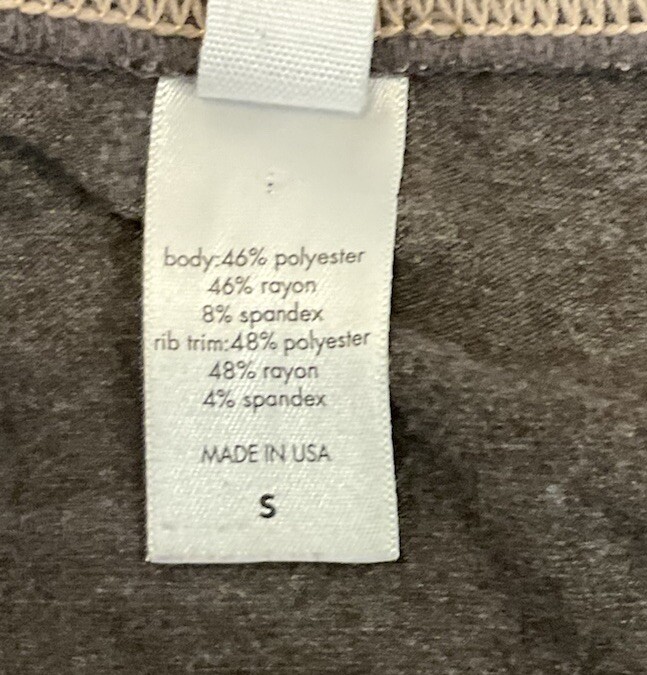 body:46% polyester
46% rayon
8% spandex
rib trim:48% polyester
48% rayon
4% spandex
MADE IN USA
S